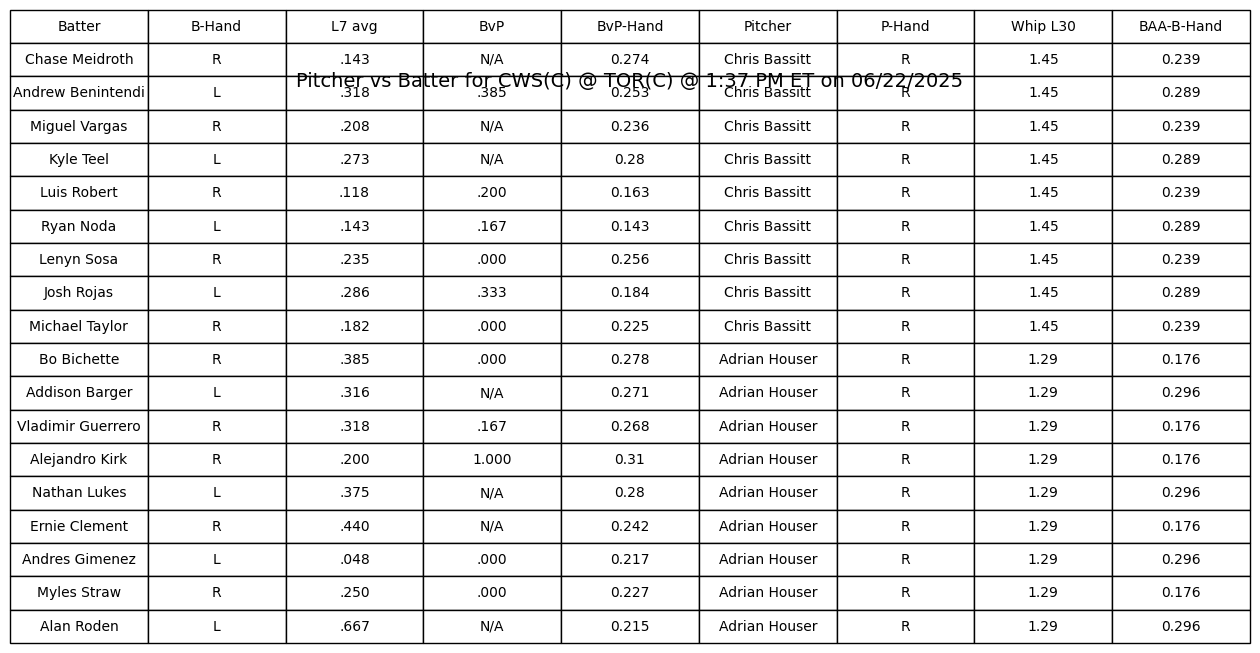 Batter B-Hand L7 avg BvP BvP-Hand Pitcher P-Hand Whip L30 BAA-B-Hand
Chase Meidroth R .143 N/A 0.274 Chris Bassitt R 1.45 0.239
Pitcher vs Batter for CWS(C) @ TOR(C) @ 1:37 PM ET on 06/22/2025
Andrew Benintendi L .318 .385 0.253 Chris Bassitt R 1.45 0.289
Miguel Vargas R .208 N/A 0.236 Chris Bassitt R 1.45 0.239
Kyle Teel L .273 N/A 0.28 Chris Bassitt R 1.45 0.289
Luis Robert R .118 .200 0.163 Chris Bassitt R 1.45 0.239
Ryan Noda L .143 .167 0.143 Chris Bassitt R 1.45 0.289
Lenyn Sosa R .235 .000 0.256 Chris Bassitt R 1.45 0.239
Josh Rojas L .286 .333 0.184 Chris Bassitt R 1.45 0.289
Michael Taylor R .182 .000 0.225 Chris Bassitt R 1.45 0.239
Bo Bichette R .385 .000 0.278 Adrian Houser R 1.29 0.176
Addison Barger L .316 N/A 0.271 Adrian Houser R 1.29 0.296
Vladimir Guerrero R .318 .167 0.268 Adrian Houser R 1.29 0.176
Alejandro Kirk R .200 1.000 0.31 Adrian Houser R 1.29 0.176
Nathan Lukes L .375 N/A 0.28 Adrian Houser R 1.29 0.296
Ernie Clement R .440 N/A 0.242 Adrian Houser R 1.29 0.176
Andres Gimenez L .048 .000 0.217 Adrian Houser R 1.29 0.296
Myles Straw R .250 .000 0.227 Adrian Houser R 1.29 0.176
Alan Roden L .667 N/A 0.215 Adrian Houser R 1.29 0.296